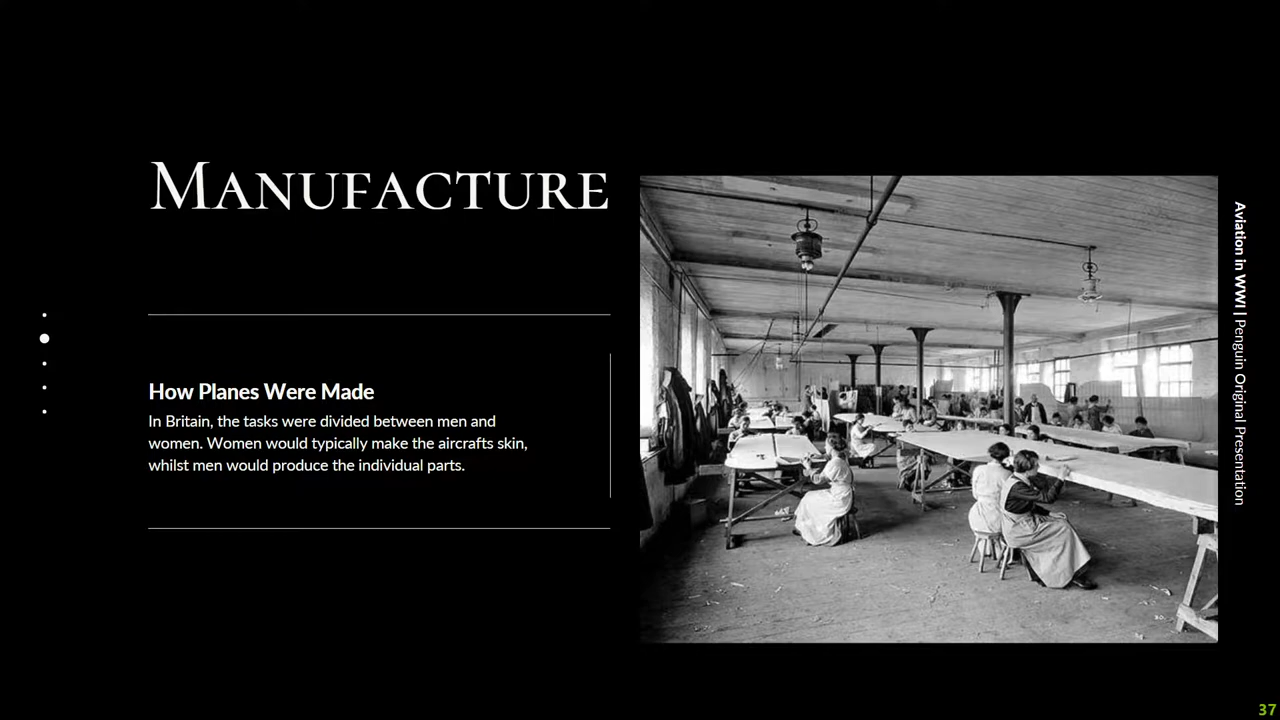 Manufacture
How Planes Were Made
In Britain, the tasks were divided between men and
women. Women would typically make the aircrafts skin,
whilst men would produce the individual parts.
Aviation in WWI | Penguin Original Presentation
37